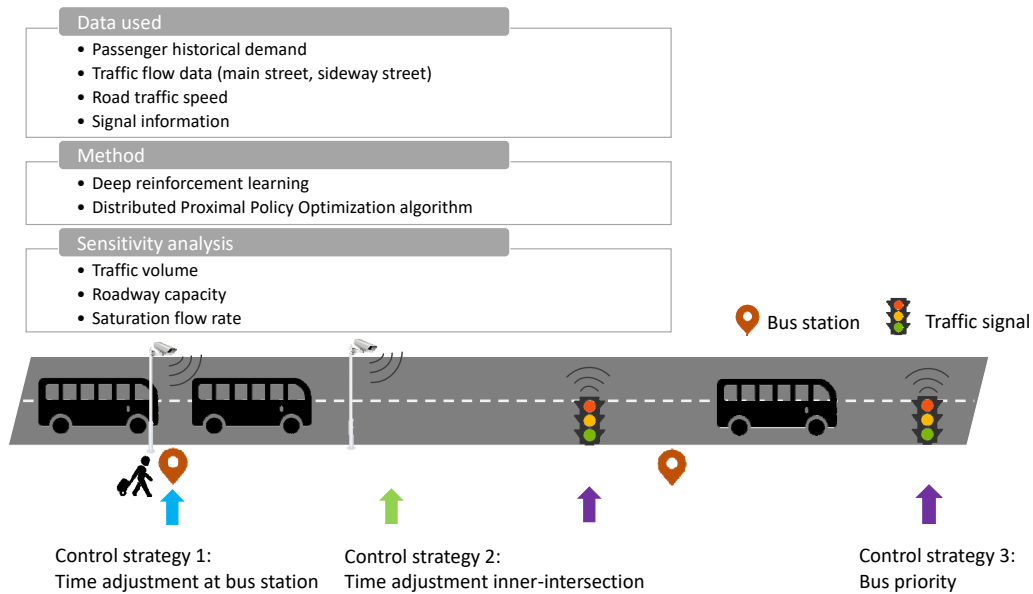 Data used
• Passenger historical demand
• Traffic flow data (main street, sideway street)
• Road traffic speed
• Signal information
Method
• Deep reinforcement learning
• Distributed Proximal Policy Optimization algorithm
Sensitivity analysis
• Traffic volume
• Roadway capacity
• Saturation flow rate
Bus station
Traffic signal
Control strategy 1:
Time adjustment at bus station
Control strategy 2:
Time adjustment inner-intersection
Control strategy 3:
Bus priority